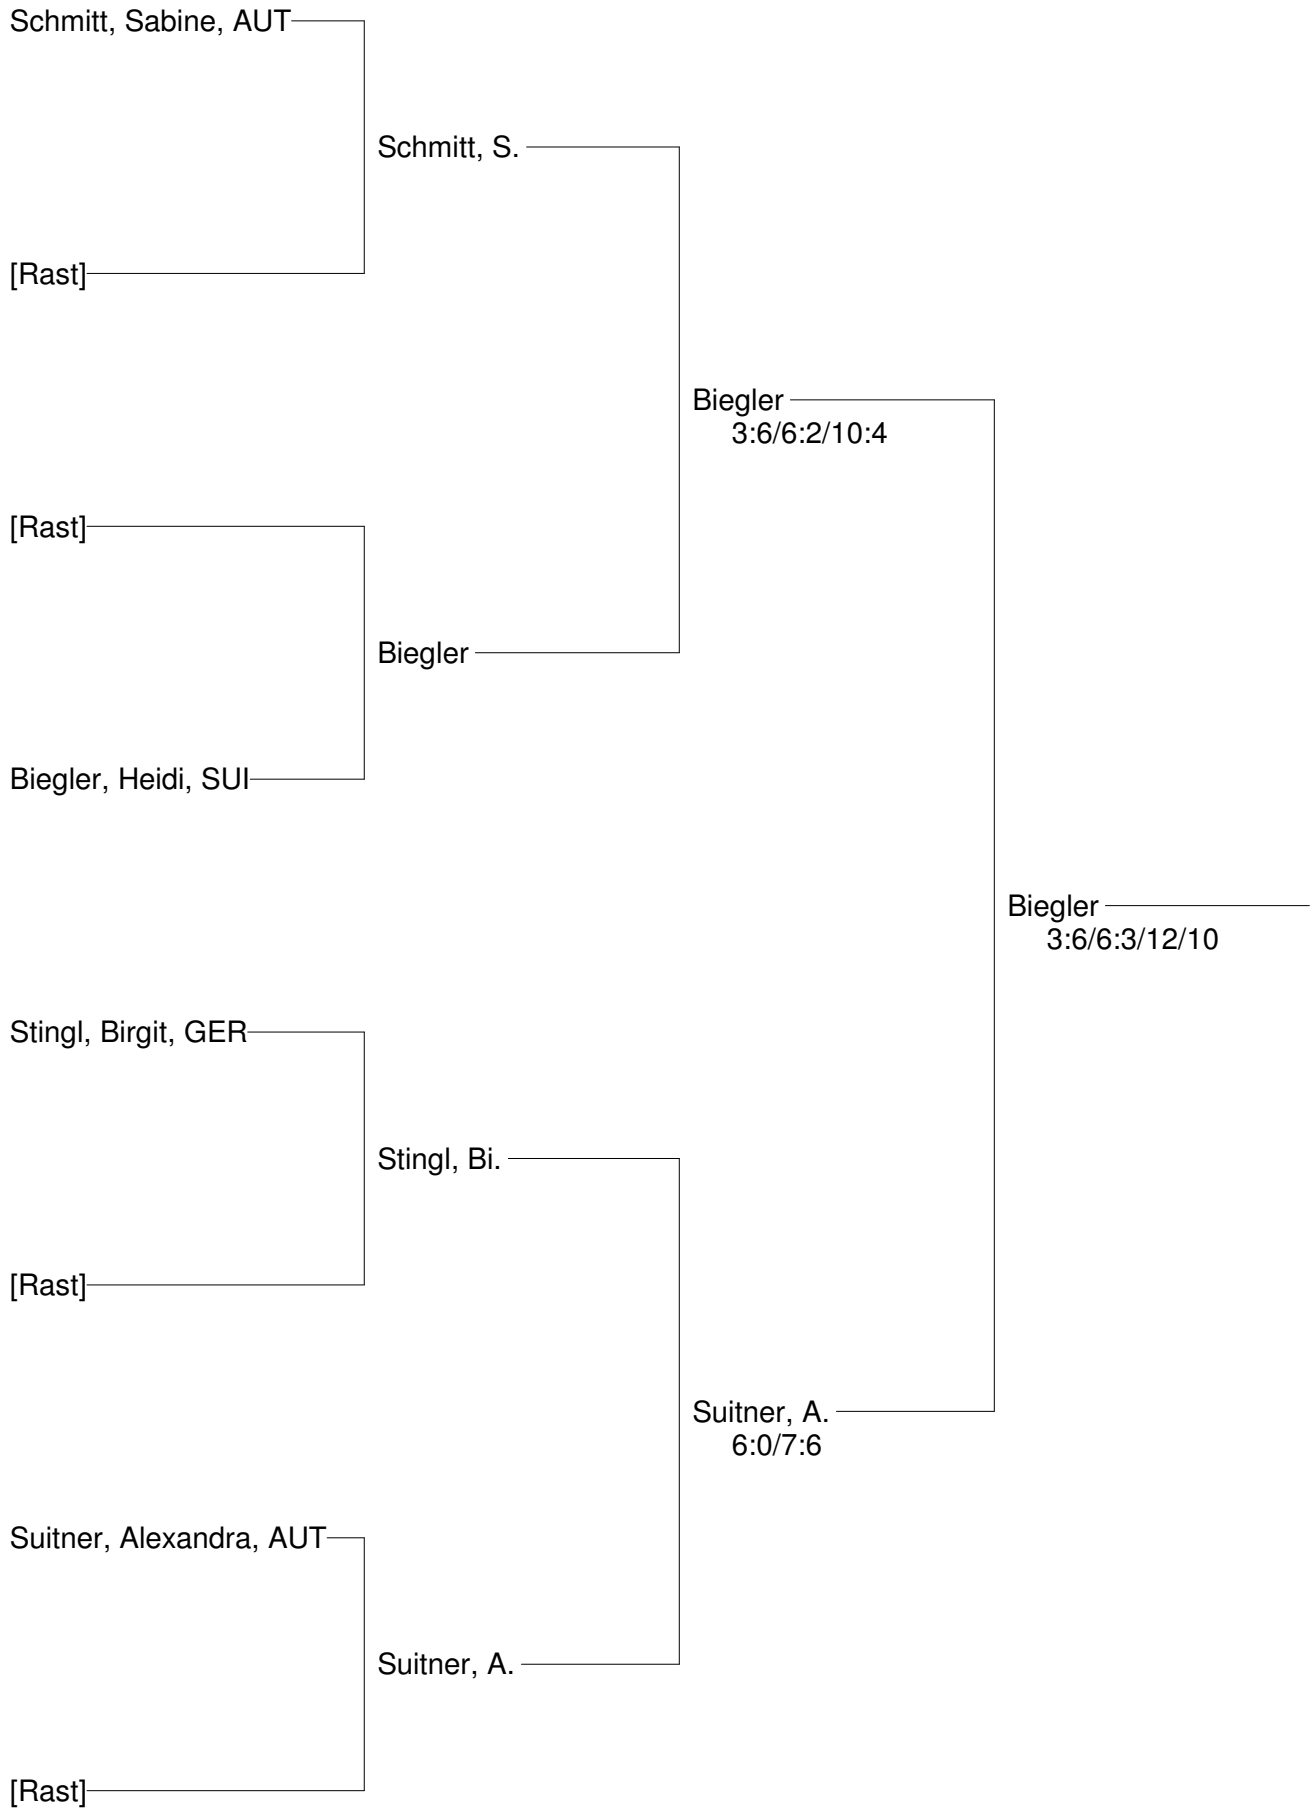 Schmitt, Sabine, AUT
Schmitt, S.
[Rast]
Biegler
3:6/6:2/10:4
[Rast]
Biegler
Biegler, Heidi, SUI
Biegler
3:6/6:3/12/10
Stingl, Birgit, GER
Stingl, Bi.
[Rast]
Suitner, A.
6:0/7:6
Suitner, Alexandra, AUT
Suitner, A.
[Rast]